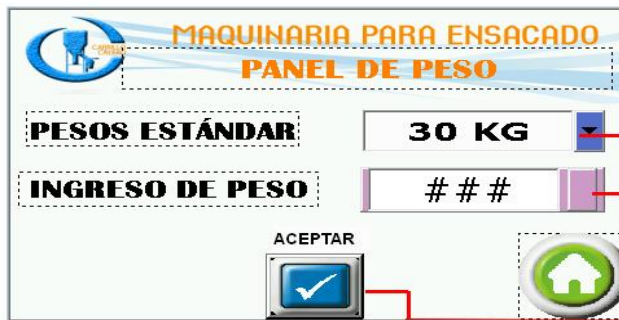 MAQUINARIA PARA ENSACADO
PANEL DE PESO
PESOS ESTÁNDAR
30 KG
INGRESO DE PESO
###
ACEPTAR